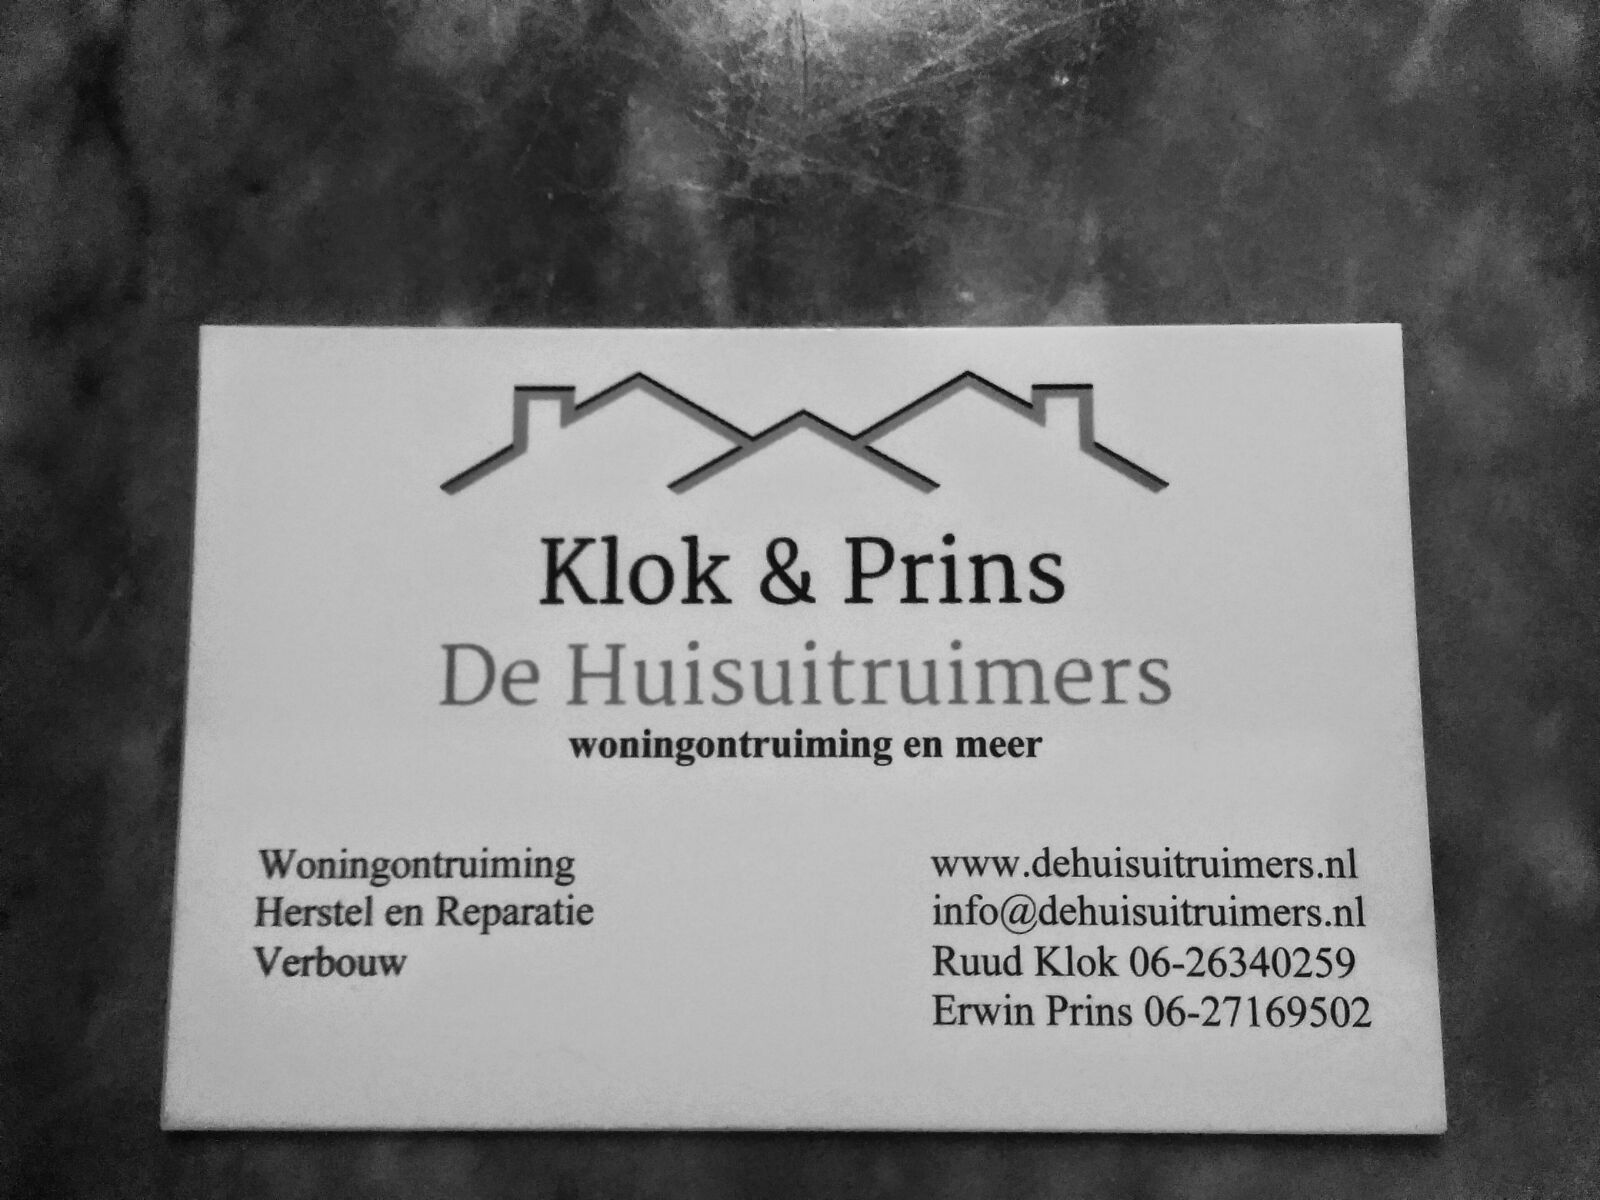 Klok & Prins
De Huisuitruimers
woningontruiming en meer
Woningontruiming
Herstel en Reparatie
Verbouw
www.dehuisuitruimers.nl
info@dehuisuitruimers.nl
Ruud Klok 06-26340259
Erwin Prins 06-27169502